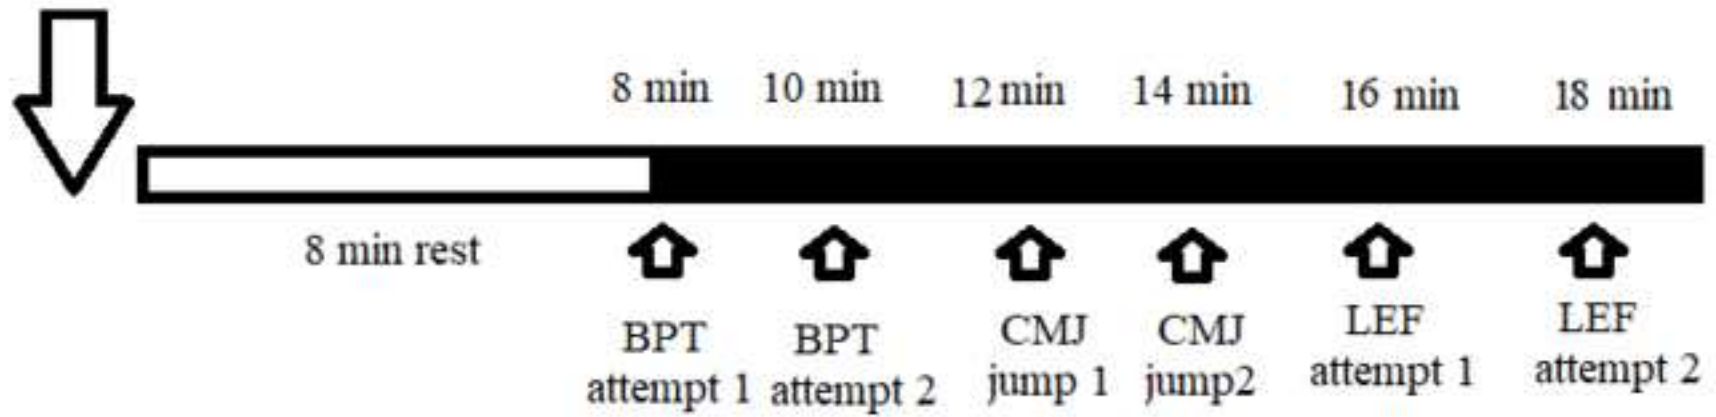 8 min 10 min 12 min 14 min 16 min 18 min
8 min rest
BPT attempt 1
BPT attempt 2
CMJ jump 1
CMJ jump2
LEF attempt 1
LEF attempt 2